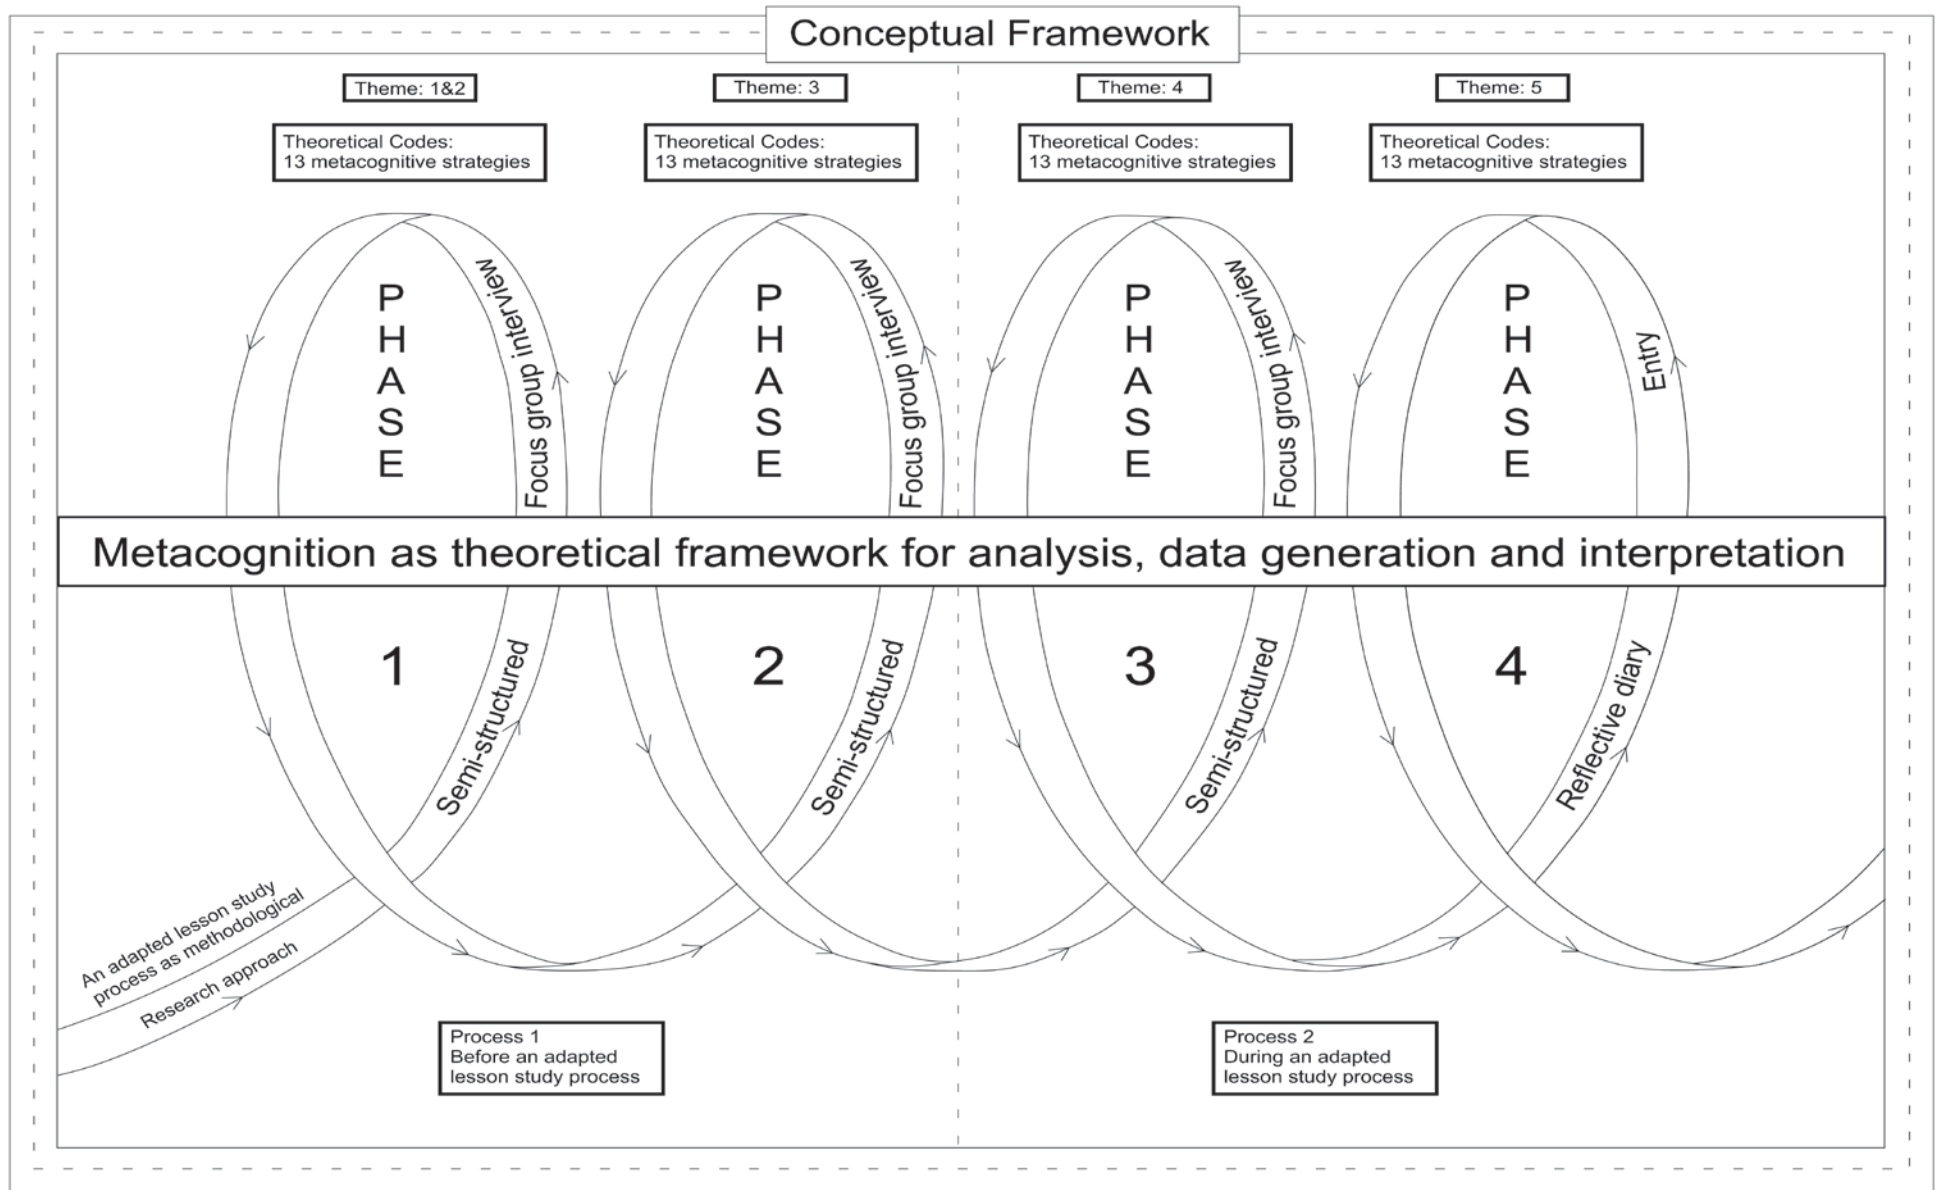 Conceptual Framework
Theme: 1&2
Theme: 3
Theme: 4
Theme: 5
Theoretical Codes:
13 metacognitive strategies
Theoretical Codes:
13 metacognitive strategies
Theoretical Codes:
13 metacognitive strategies
Theoretical Codes:
13 metacognitive strategies
PHASE
Focus group interview
PHASE
Focus group interview
PHASE
Focus group interview
PHASE
Entry
Metacognition as theoretical framework for analysis, data generation and interpretation
1
Semi-structured
2
Semi-structured
3
Semi-structured
4
Reflective diary
An adapted lesson study
process as methodological
Research approach
Process 1
Before an adapted
lesson study process
Process 2
During an adapted
lesson study process